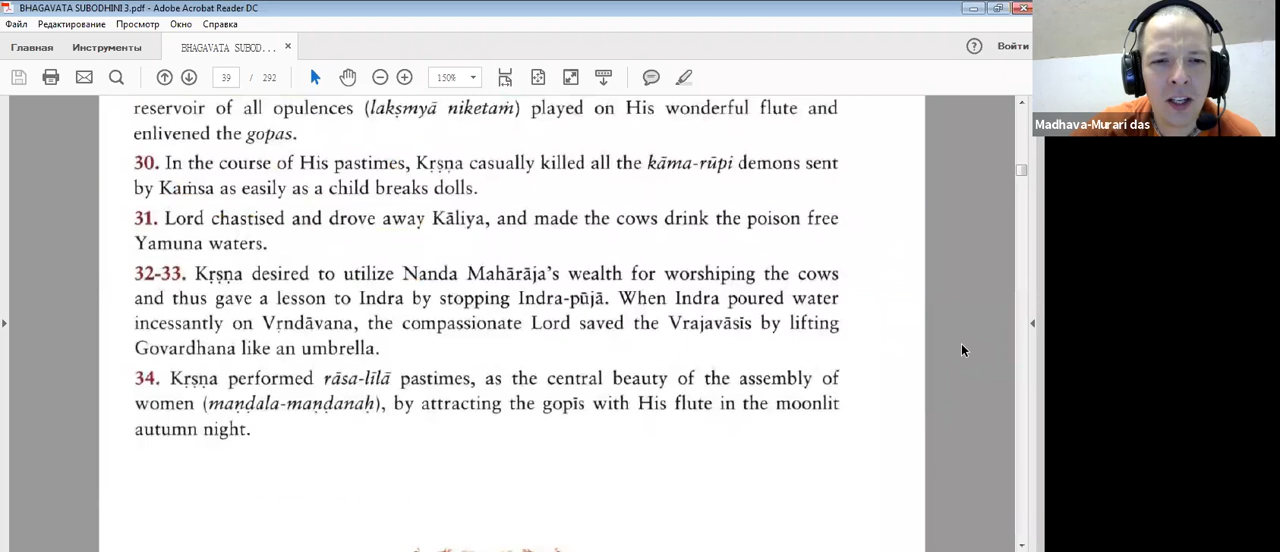 BHAGAVATA SUBODHINI 3.pdf - Adobe Acrobat Reader DC
Файл Редактирование Просмотр Окно Справка
Главная Инструменты BHAGAVATA SUBOD... × Войти
39 / 292 150%
reservoir of all opulences (lakṣmyā niketaṁ) played on His wonderful flute and
enlivened the gopas.
30. In the course of His pastimes, Kṛṣṇa casually killed all the kāma-rūpi demons sent
by Kaṁsa as easily as a child breaks dolls.
31. Lord chastised and drove away Kāliya, and made the cows drink the poison free
Yamuna waters.
32-33. Kṛṣṇa desired to utilize Nanda Mahārāja's wealth for worshiping the cows
and thus gave a lesson to Indra by stopping Indra-pūjā. When Indra poured water
incessantly on Vṛndāvana, the compassionate Lord saved the Vrajavāsīs by lifting
Govardhana like an umbrella.
34. Kṛṣṇa performed rāsa-līlā pastimes, as the central beauty of the assembly of
women (maṇḍala-maṇḍanaḥ), by attracting the gopīs with His flute in the moonlit
autumn night.
Madhava-Murari das